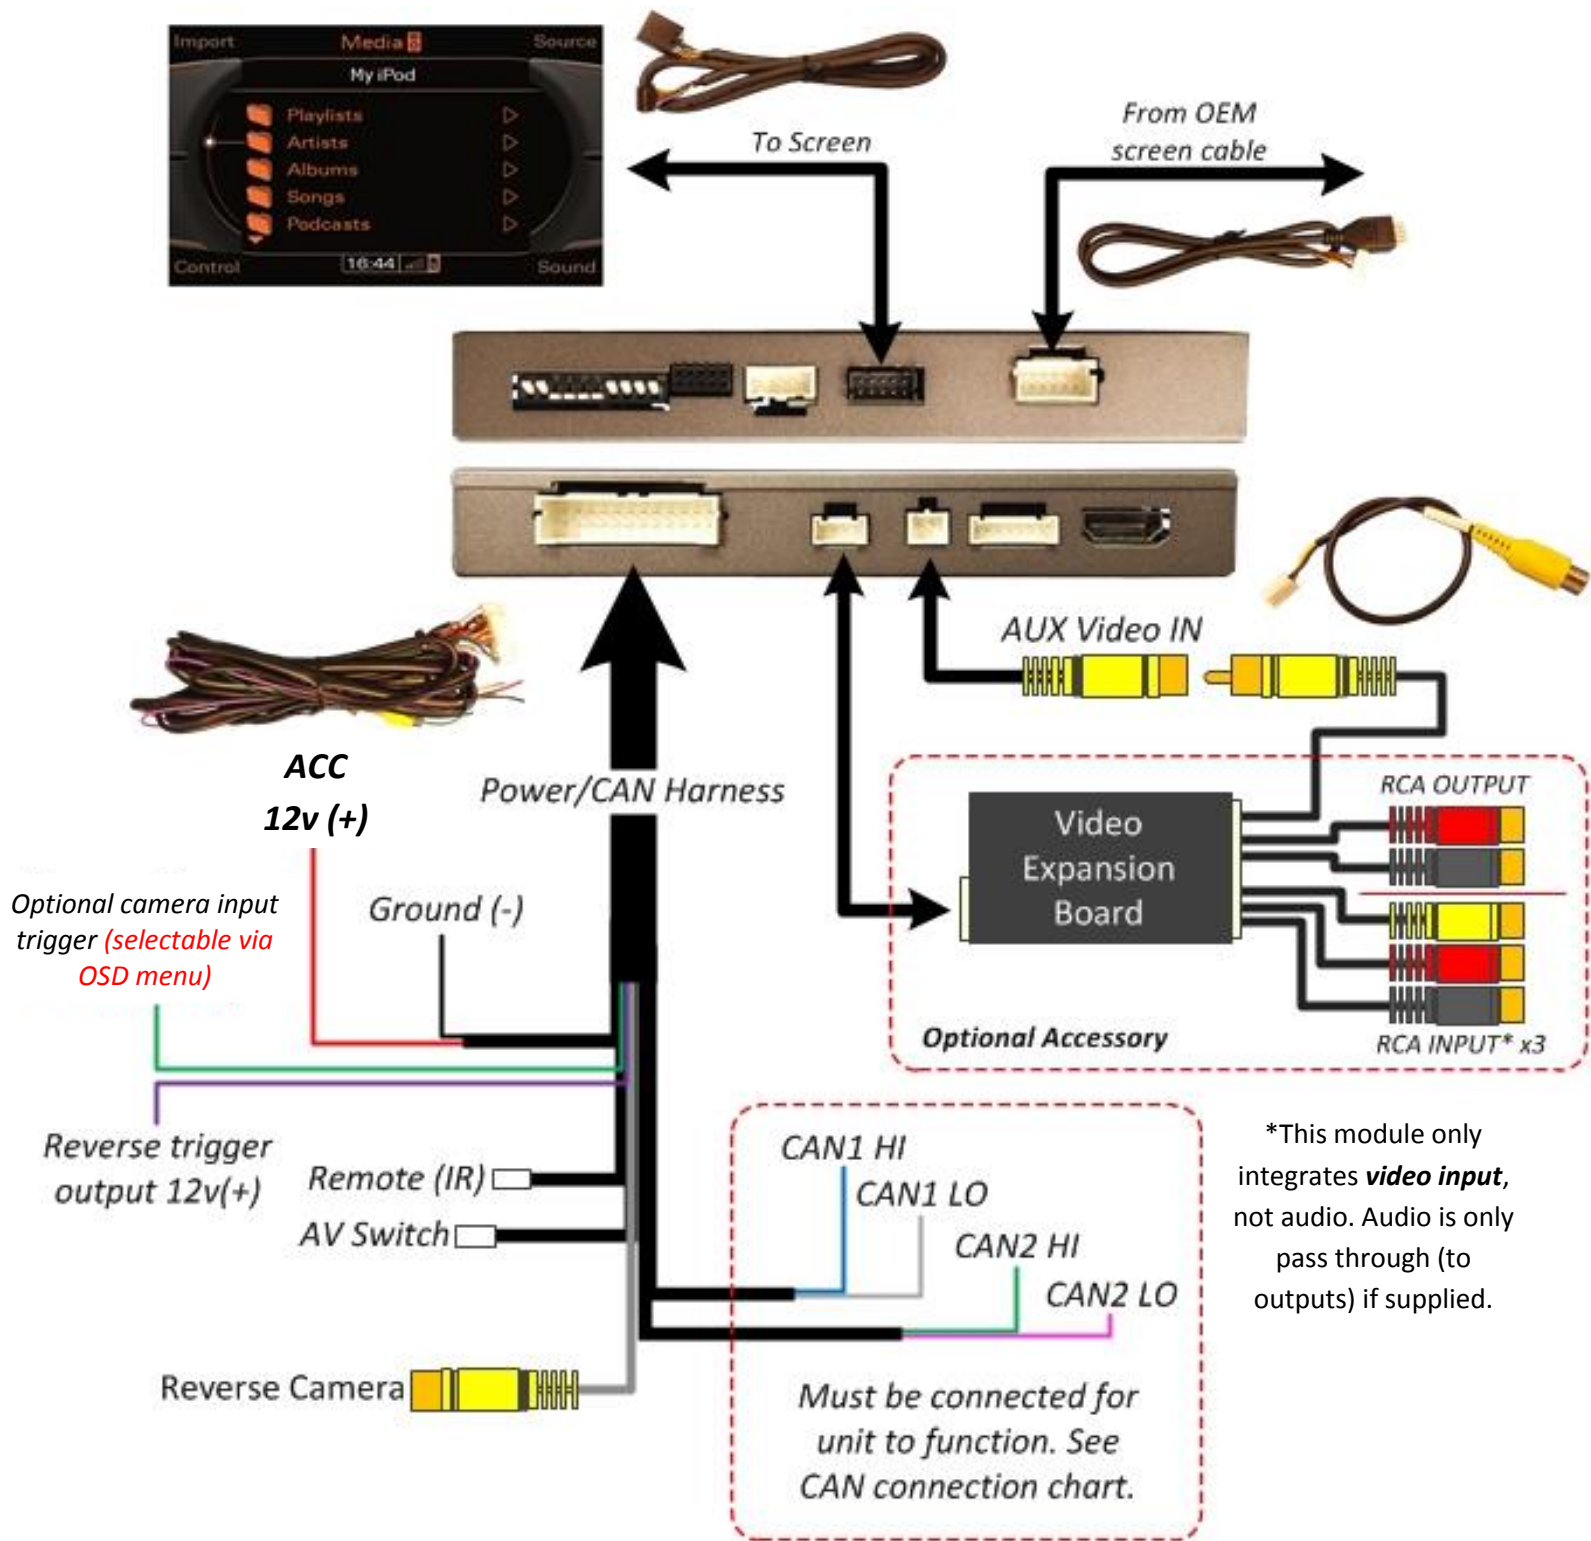 Import
Media
Source
My iPod
Playlists
Artists
Albums
Songs
Podcasts
Control
16:44
Sound
To Screen
From OEM
screen cable
AUX Video IN
ACC
12v (+)
Power/CAN Harness
Optional camera input
trigger (selectable via
OSD menu)
Ground (-)
Video
Expansion
Board
RCA OUTPUT
Optional Accessory
RCA INPUT* x3
Reverse trigger
output 12v(+)
Remote (IR)
AV Switch
CAN1 HI
CAN1 LO
CAN2 HI
CAN2 LO
*This module only
integrates video input,
not audio. Audio is only
pass through (to
outputs) if supplied.
Reverse Camera
Must be connected for
unit to function. See
CAN connection chart.